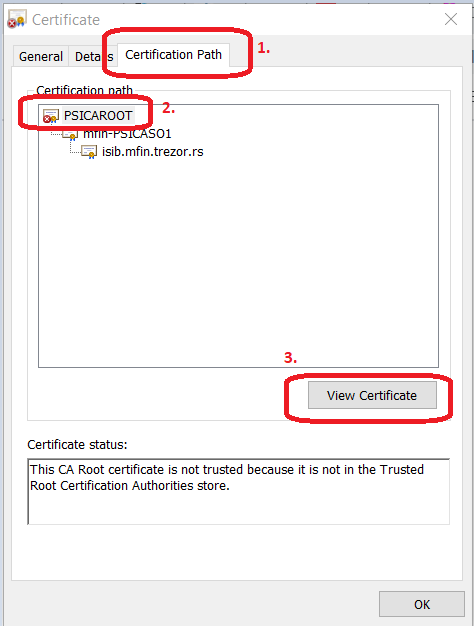 Certificate
General Details Certification Path 1.
Certification path
PSICAROOT 2.
mfin-PSICASO1
isib.mfin.trezor.rs
3.
View Certificate
Certificate status:
This CA Root certificate is not trusted because it is not in the Trusted
Root Certification Authorities store.
OK